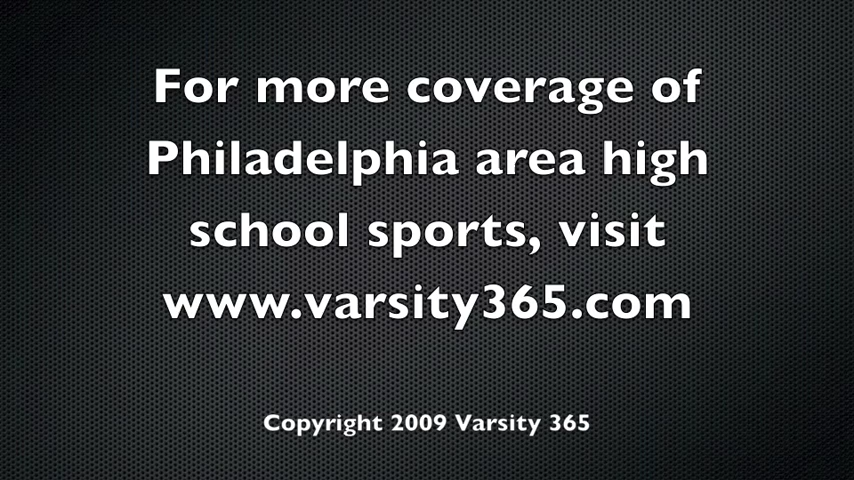 For more coverage of
Philadelphia area high
school sports, visit
www.varsity365.com
Copyright 2009 Varsity 365